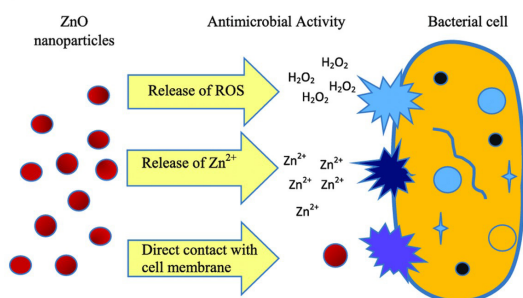 ZnO
nanoparticles
Antimicrobial Activity
Bacterial cell
Release of ROS
H₂O₂
H₂O₂
H₂O₂
H₂O₂
Release of Zn²⁺
Zn²⁺
Zn²⁺
Zn²⁺ Zn²⁺
Zn²⁺
Direct contact with
cell membrane